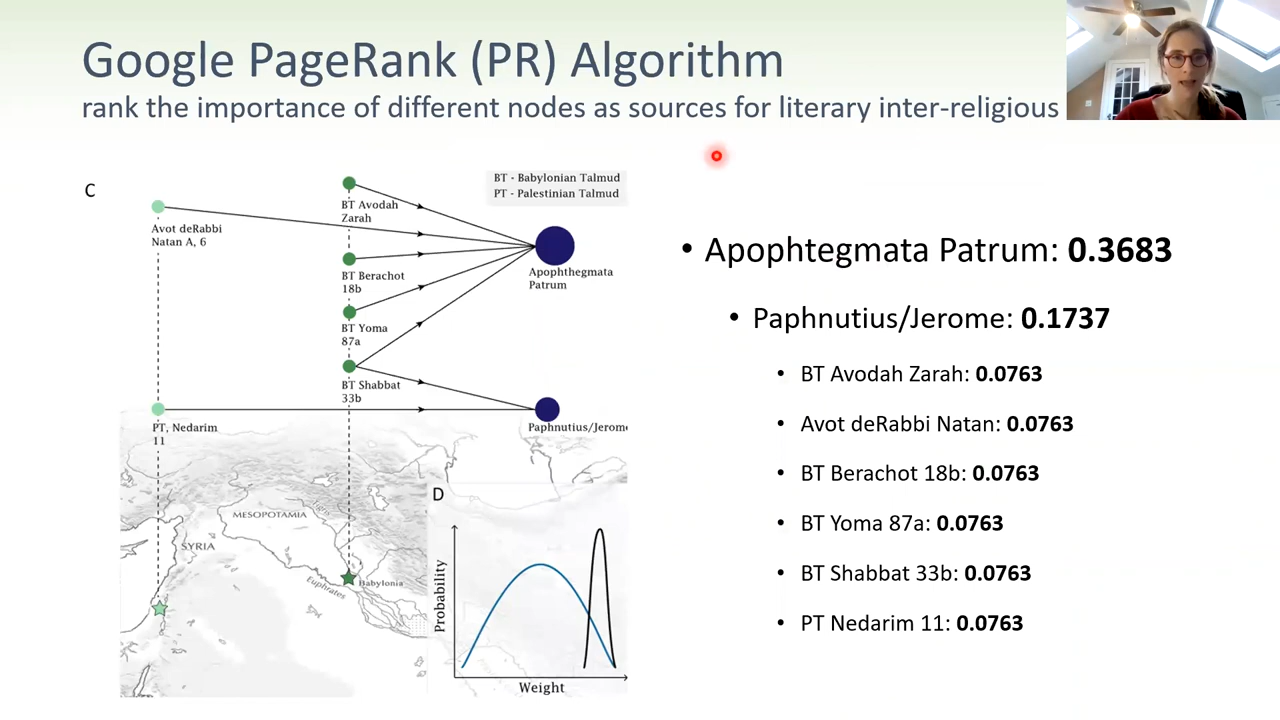 Google PageRank (PR) Algorithm
rank the importance of different nodes as sources for literary inter-religious
C
BT - Babylonian Talmud
PT - Palestinian Talmud
BT Avodah
Zarah
Avot deRabbi
Natan A, 6
BT Berachot
18b
Apophthegmata
Patrum
BT Yoma
87a
BT Shabbat
33b
PT, Nedarim
11
Paphnutius/Jerome
MESOPOTAMIA
Tigris
SYRIA
Euphrates
Babylonia
D
Probability
Weight
• Apophtegmata Patrum: 0.3683
• Paphnutius/Jerome: 0.1737
• BT Avodah Zarah: 0.0763
• Avot deRabbi Natan: 0.0763
• BT Berachot 18b: 0.0763
• BT Yoma 87a: 0.0763
• BT Shabbat 33b: 0.0763
• PT Nedarim 11: 0.0763